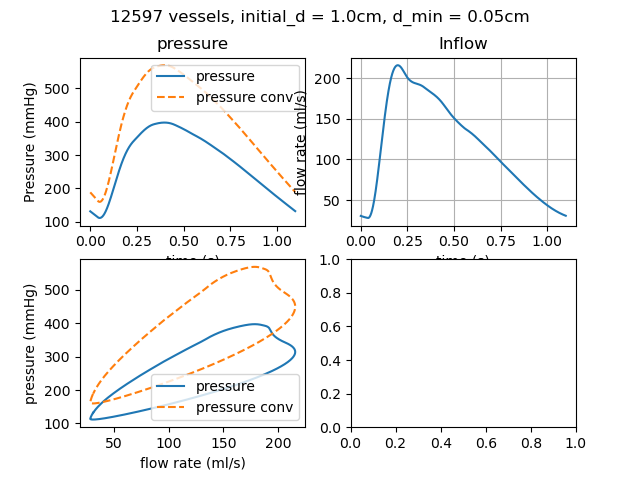 12597 vessels, initial_d = 1.0cm, d_min = 0.05cm
pressure
Pressure (mmHg)
500
400
300
200
100
pressure
pressure conv
0.00 0.25 0.50 0.75 1.00
time (s)
Inflow
flow rate (ml/s)
200
150
100
50
0.00 0.25 0.50 0.75 1.00
time (s)
pressure (mmHg)
500
400
300
200
100
pressure
pressure conv
50 100 150 200
flow rate (ml/s)
1.0
0.8
0.6
0.4
0.2
0.0
0.0 0.2 0.4 0.6 0.8 1.0